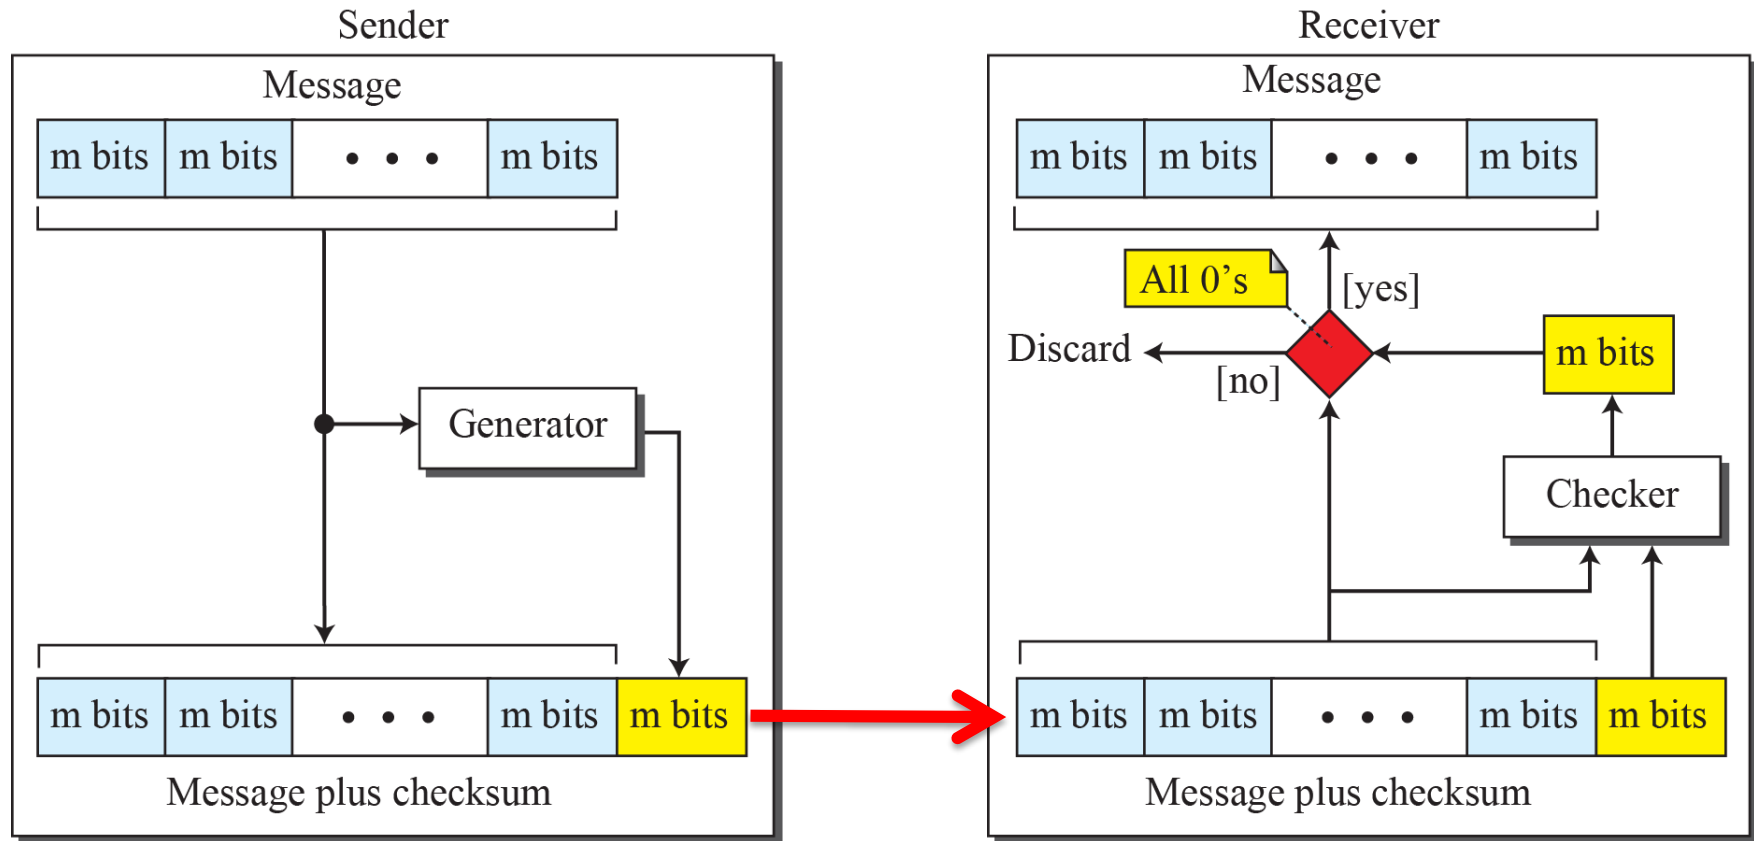 Sender
Message
m bits m bits • • • m bits
Generator
m bits m bits • • • m bits m bits
Message plus checksum
Receiver
Message
m bits m bits • • • m bits
All 0’s
[yes]
Discard
[no]
m bits
Checker
m bits m bits • • • m bits m bits
Message plus checksum